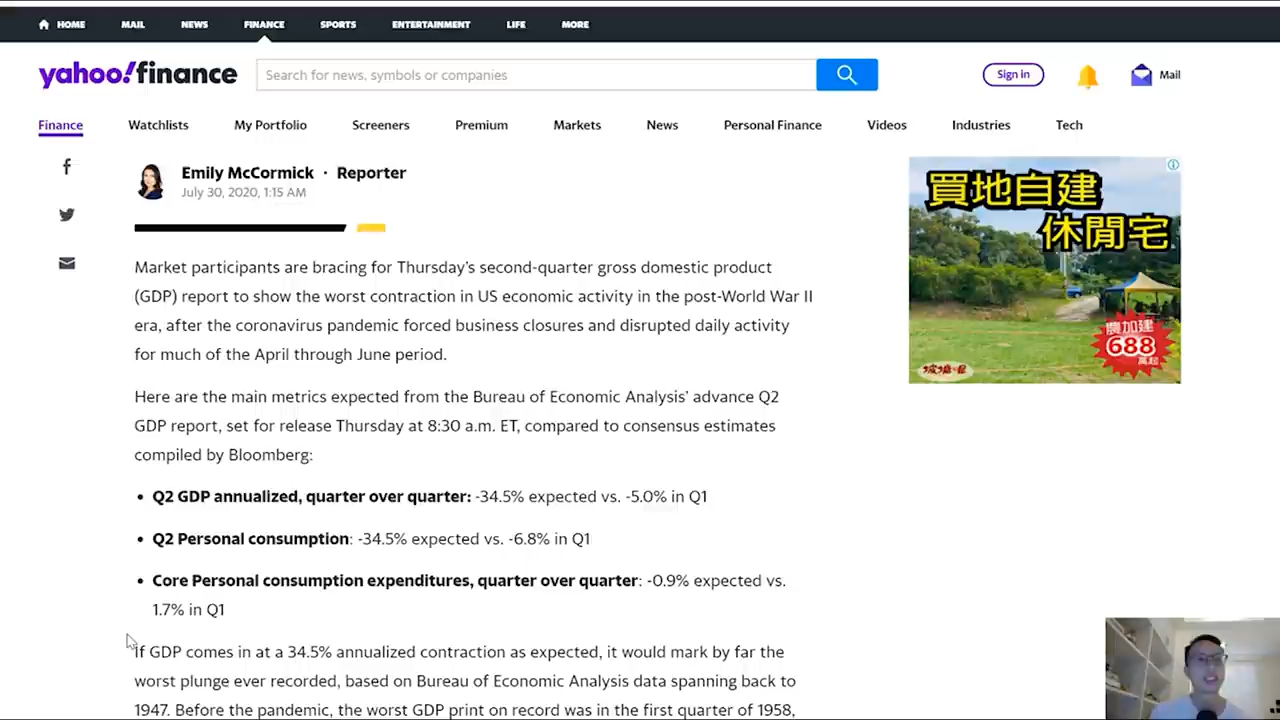 HOME MAIL NEWS FINANCE SPORTS ENTERTAINMENT LIFE MORE
yahoo!finance
Search for news, symbols or companies
Sign in
Mail
Finance Watchlists My Portfolio Screeners Premium Markets News Personal Finance Videos Industries Tech
Emily McCormick · Reporter
July 30, 2020, 1:15 AM
Market participants are bracing for Thursday's second-quarter gross domestic product
(GDP) report to show the worst contraction in US economic activity in the post-World War II
era, after the coronavirus pandemic forced business closures and disrupted daily activity
for much of the April through June period.
Here are the main metrics expected from the Bureau of Economic Analysis' advance Q2
GDP report, set for release Thursday at 8:30 a.m. ET, compared to consensus estimates
compiled by Bloomberg:
• Q2 GDP annualized, quarter over quarter: -34.5% expected vs. -5.0% in Q1
• Q2 Personal consumption: -34.5% expected vs. -6.8% in Q1
• Core Personal consumption expenditures, quarter over quarter: -0.9% expected vs.
1.7% in Q1
If GDP comes in at a 34.5% annualized contraction as expected, it would mark by far the
worst plunge ever recorded, based on Bureau of Economic Analysis data spanning back to
1947. Before the pandemic, the worst GDP print on record was in the first quarter of 1958,
買地自建
休閒宅
農加建
688
萬起